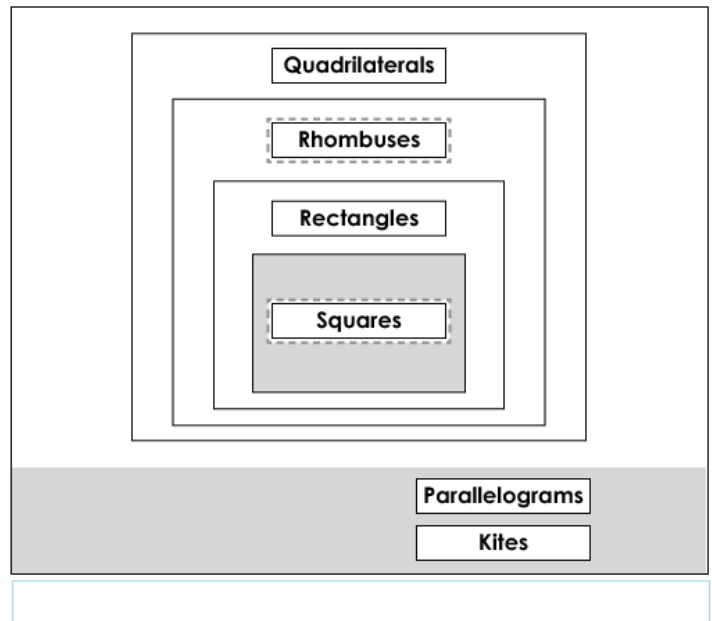 Quadrilaterals
Rhombuses
Rectangles
Squares
Parallelograms
Kites